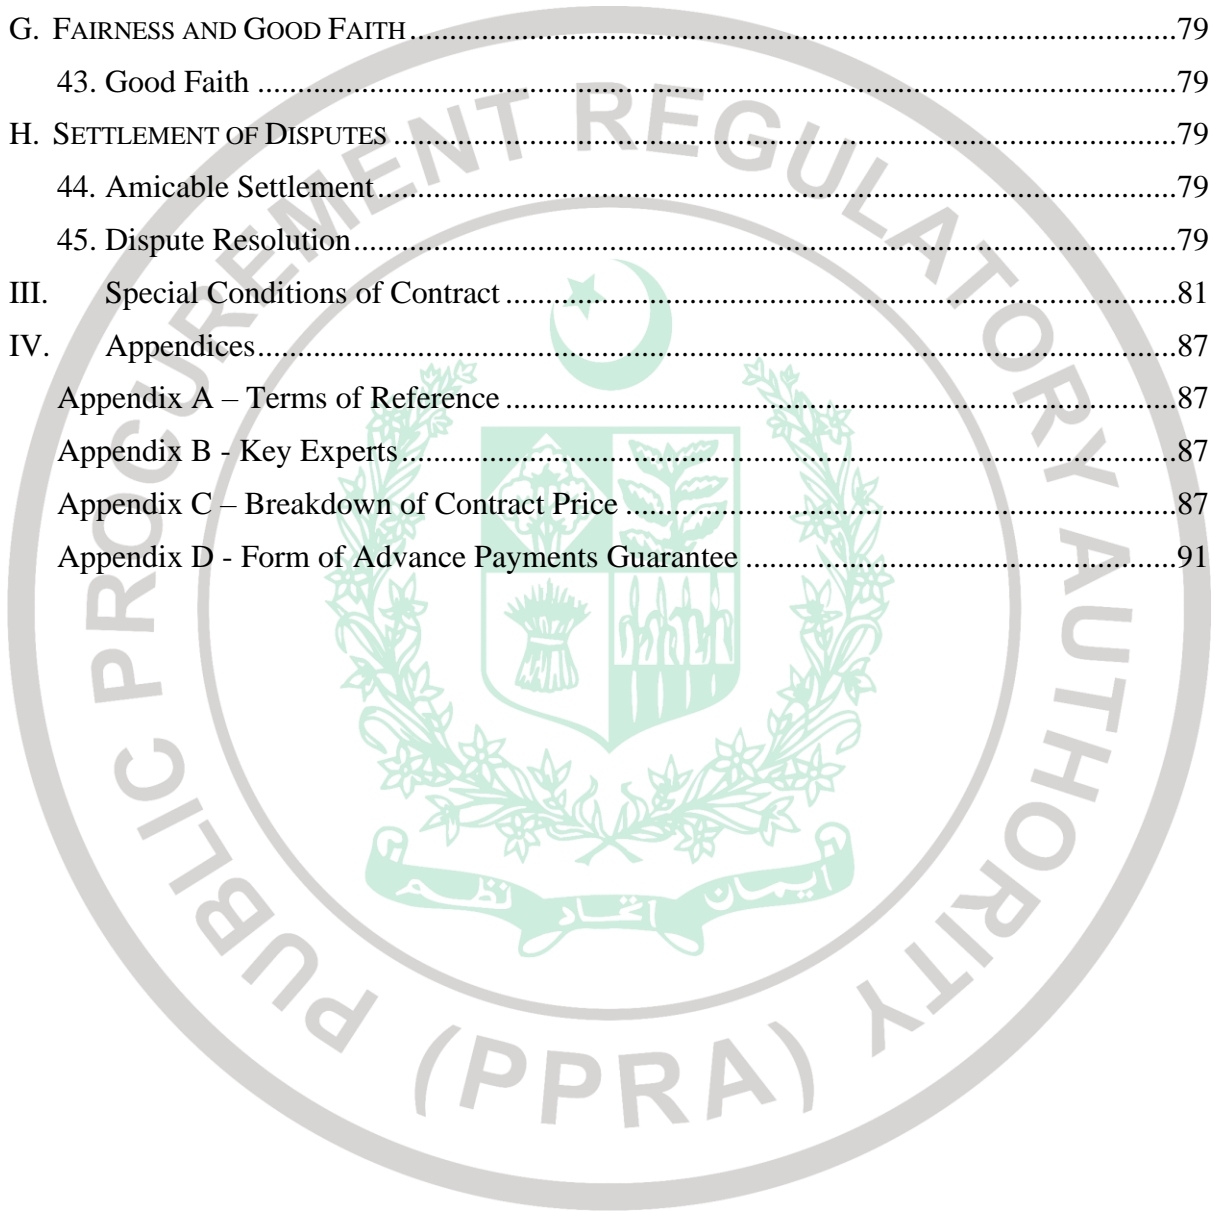 G. FAIRNESS AND GOOD FAITH....................79
43. Good Faith....................79
H. SETTLEMENT OF DISPUTES....................79
44. Amicable Settlement....................79
45. Dispute Resolution....................79
III. Special Conditions of Contract....................81
IV. Appendices....................87
Appendix A – Terms of Reference....................87
Appendix B - Key Experts....................87
Appendix C – Breakdown of Contract Price....................87
Appendix D - Form of Advance Payments Guarantee....................91
PUBLIC PROCUREMENT REGULATORY AUTHORITY
(PPRA)
ایمان اتحاد نظم